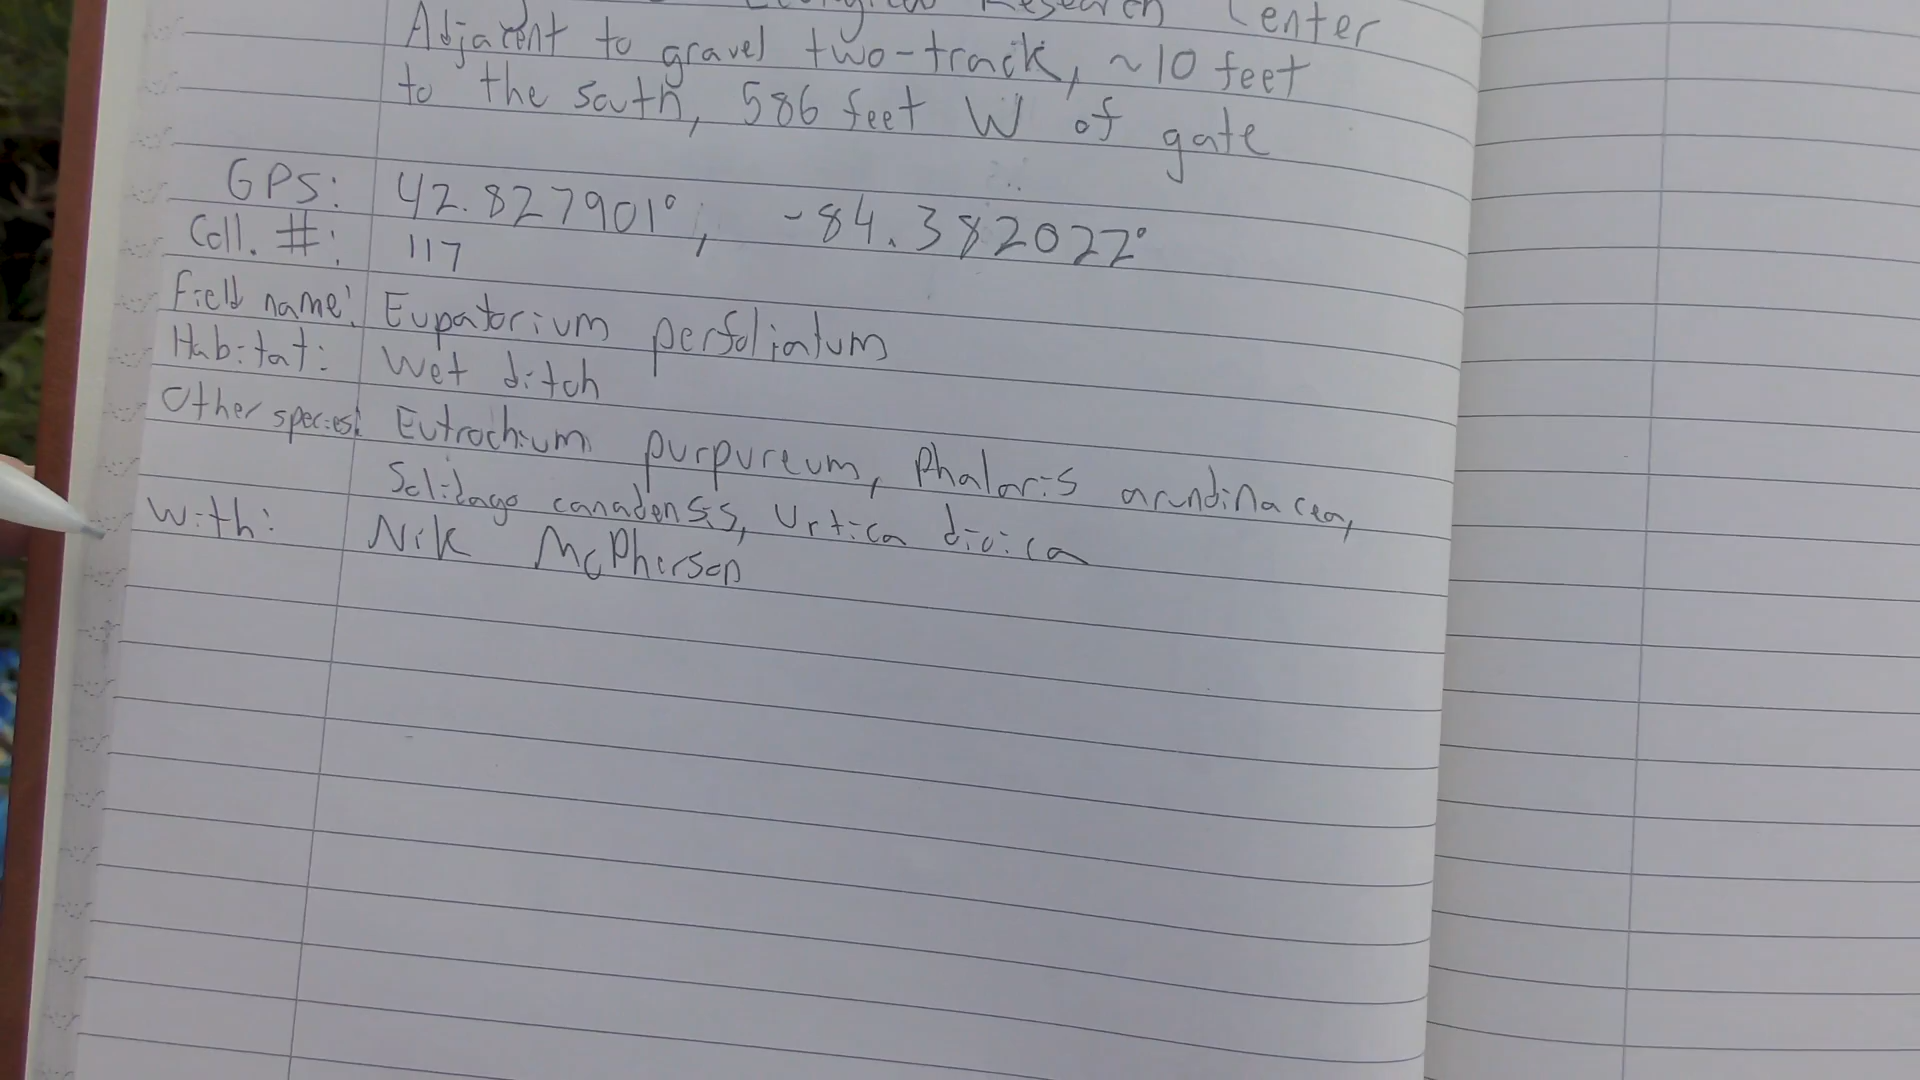 Research Center
Adjacent to gravel two-track, ~10 feet
to the south, 586 feet W of gate
GPS: 42.827901°, -84.382022°
Coll. #: 117
Field name: Eupatorium perfoliatum
Habitat: Wet ditch
Other species: Eutrochium purpureum, Phalaris arundinacea,
Solidago canadensis, Urtica dioica
With: Nik McPherson